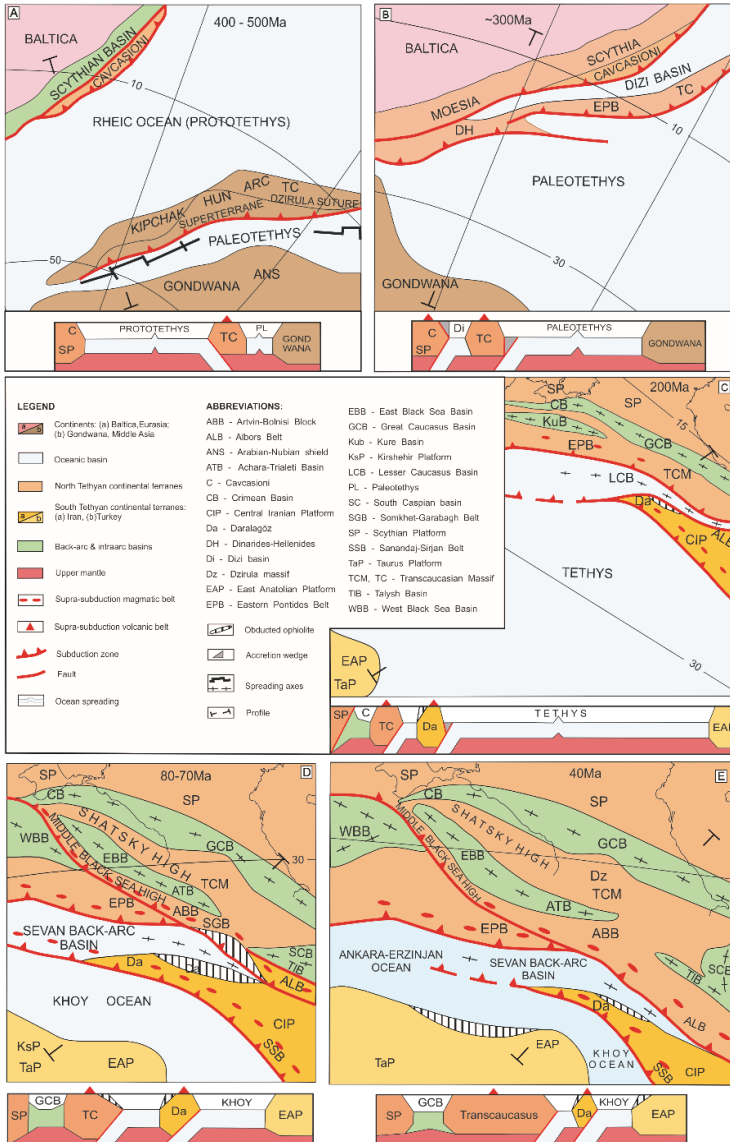 A
400 - 500Ma
BALTICA
SCYTHIAN BASIN
CAVCASIONI
10
RHEIC OCEAN (PROTOTETHYS)
KIPCHAK HUN ARC TC
SUPERTERRANE DZIRULA SUTURE
PALEOTETHYS
50
GONDWANA ANS
C PROTOTETHYS TC PL GOND
SP WANA
B
~300Ma
BALTICA
SCYTHIA
CAVCASIONI
DIZI BASIN
MOESIA
EPB TC
DH
10
PALEOTETHYS
30
GONDWANA
C Di TC PALEOTETHYS GONDWANA
SP
LEGEND
a b Continents: (a) Baltica,Eurasia;
(b) Gondwana, Middle Asia
Oceanic basin
North Tethyan continental terranes
a b South Tethyan continental terranes:
(a) Iran, (b)Turkey
Back-arc & intraarc basins
Upper mantle
Supra-subduction magmatic belt
Supra-subduction volcanic belt
Subduction zone
Fault
Ocean spreading
ABBREVIATIONS:
ABB - Artvin-Bolnisi Block
ALB - Albors Belt
ANS - Arabian-Nubian shield
ATB - Achara-Trialeti Basin
C - Cavcasioni
CB - Crimean Basin
CIP - Central Iranian Platform
Da - Daralagöz
DH - Dinarides-Hellenides
Di - Dizi basin
Dz - Dzirula massif
EAP - East Anatolian Platform
EPB - Eastern Pontidos Belt
Obducted ophiolite
Accretion wedge
Spreading axes
Profile
EBB - East Black Sea Basin
GCB - Great Caucasus Basin
Kub - Kure Basin
KsP - Kirshehir Platform
LCB - Lesser Caucasus Basin
PL - Paleotethys
SC - South Caspian basin
SGB - Somkhet-Garabagh Belt
SP - Scythian Platform
SSB - Sanandaj-Sirjan Belt
TaP - Taurus Platform
TCM, TC - Transcaucasian Massif
TIB - Talysh Basin
WBB - West Black Sea Basin
C
200Ma
SP
SP
15
CB
KuB
GCB
EPB
TCM
LCB
Da
ALB
CIP
TETHYS
30
EAP
TaP
SP C TC Da TETHYS EAP
D
80-70Ma
SP
CB
SP
WBB
SHATSKY HIGH
MIDDLE BLACK SEA HIGH
GCB
30
EBB
ATB
TCM
EPB
ABB
SGB
SEVAN BACK-ARC
BASIN
SCB
TIB
Da
Da
ALB
KHOY OCEAN
CIP
SSB
KsP
TaP
EAP
SP GCB TC Da KHOY EAP
E
40Ma
SP
CB
SP
WBB
SHATSKY HIGH
MIDDLE BLACK SEA HIGH
GCB
EBB
Dz
TCM
ATB
EPB
ABB
ANKARA-ERZINJAN
OCEAN
SEVAN BACK-ARC
BASIN
SCB
TIB
Da
ALB
EAP
TaP
KHOY
OCEAN
SSB
CIP
SP GCB Transcaucasus Da KHOY EAP